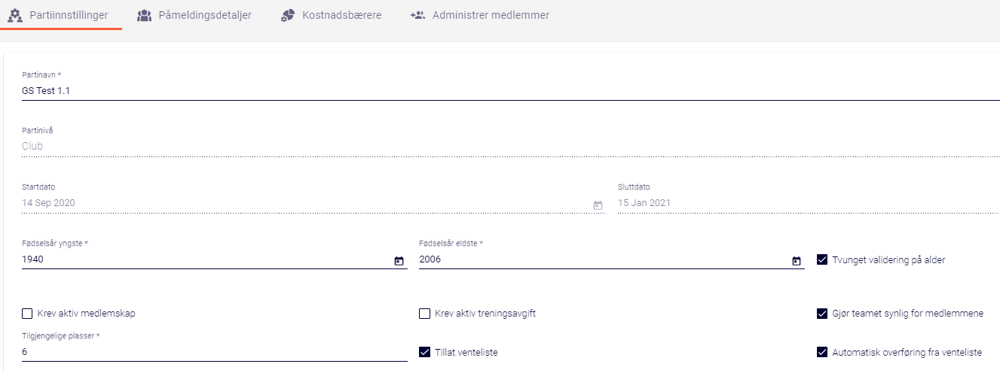 Partiinnstillinger Påmeldingsdetaljer Kostnadsbærere Administrer medlemmer
Partinavn *
GS Test 1.1
Partinivå
Club
Startdato Sluttdato
14 Sep 2020 15 Jan 2021
Fødselsår yngste * Fødselsår eldste *
1940 2006 Tvunget validering på alder
Krev aktiv medlemskap Krev aktiv treningsavgift Gjør teamet synlig for medlemmene
Tilgjengelige plasser *
6 Tillat venteliste Automatisk overføring fra venteliste